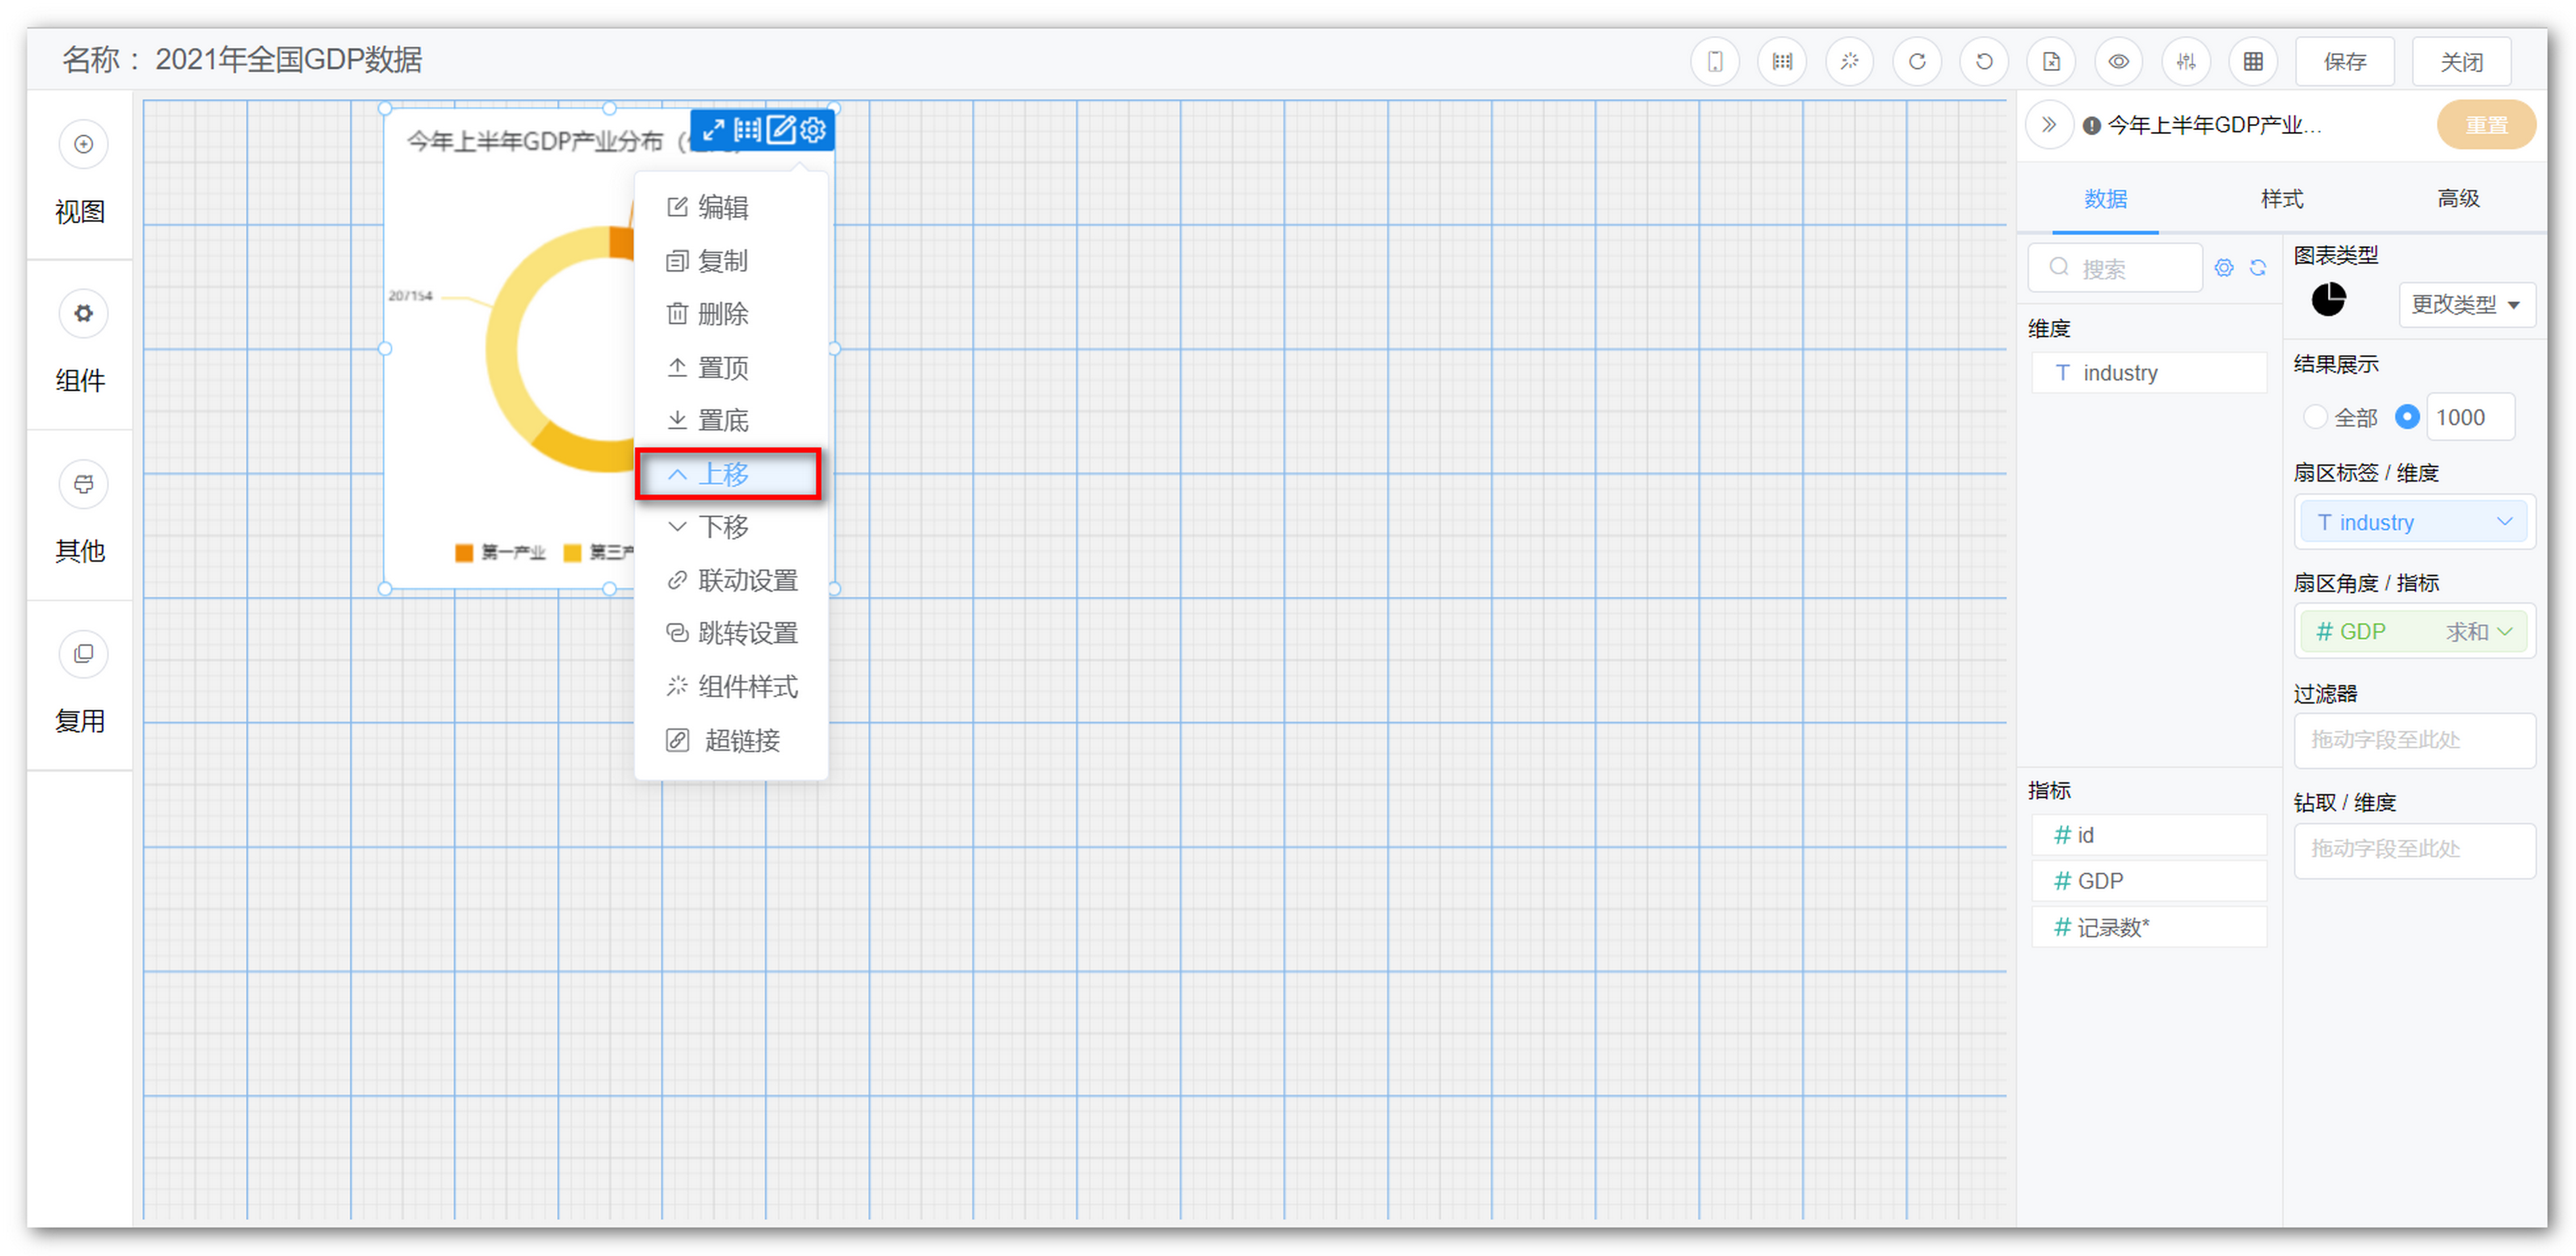 名称： 2021年全国GDP数据
保存
关闭
视图
组件
其他
复用
今年上半年GDP产业分布（
207154
第一产业
第三产
编辑
复制
删除
置顶
置底
上移
下移
联动设置
跳转设置
组件样式
超链接
今年上半年GDP产业...
重置
数据
样式
高级
搜索
维度
T industry
指标
# id
# GDP
# 记录数*
图表类型
更改类型
结果展示
全部
1000
扇区标签 / 维度
T industry
扇区角度 / 指标
# GDP 求和
过滤器
拖动字段至此处
钻取 / 维度
拖动字段至此处